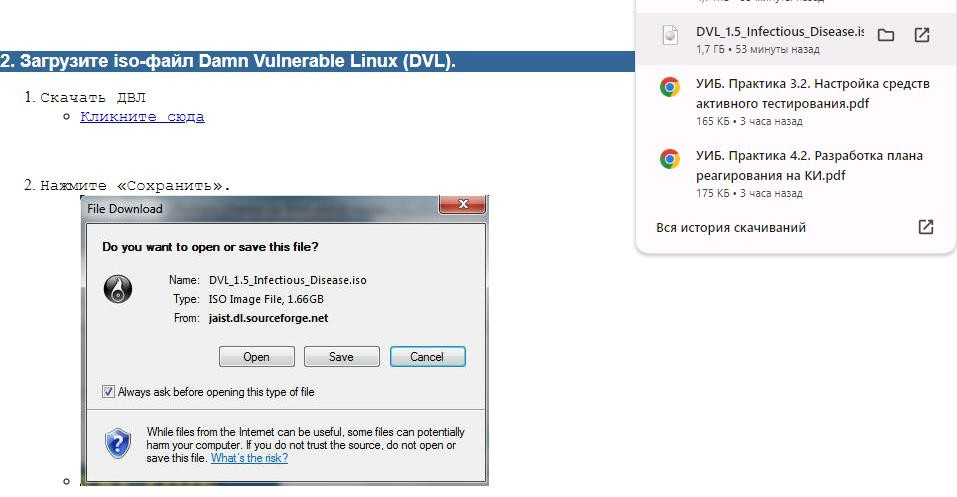 2. Загрузите iso-файл Damn Vulnerable Linux (DVL).
1. Скачать ДВЛ
Кликните сюда
2. Нажмите «Сохранить».
File Download
Do you want to open or save this file?
Name: DVL_1.5_Infectious_Disease.iso
Type: ISO Image File, 1.66GB
From: jaist.dl.sourceforge.net
Open Save Cancel
Always ask before opening this type of file
While files from the Internet can be useful, some files can potentially
harm your computer. If you do not trust the source, do not open or
save this file. What's the risk?
DVL_1.5_Infectious_Disease.is
1,7 ГБ • 53 минуты назад
УИБ. Практика 3.2. Настройка средств
активного тестирования.pdf
165 КБ • 3 часа назад
УИБ. Практика 4.2. Разработка плана
реагирования на КИ.pdf
175 КБ • 3 часа назад
Вся история скачиваний